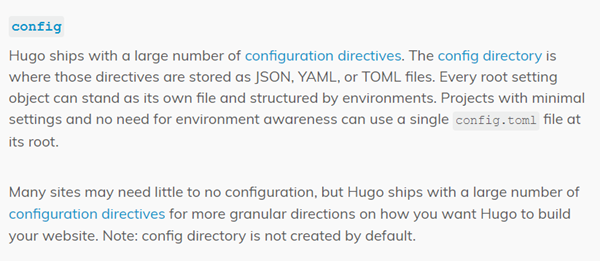 config
Hugo ships with a large number of configuration directives. The config directory is
where those directives are stored as JSON, YAML, or TOML files. Every root setting
object can stand as its own file and structured by environments. Projects with minimal
settings and no need for environment awareness can use a single config.toml file at
its root.
Many sites may need little to no configuration, but Hugo ships with a large number of
configuration directives for more granular directions on how you want Hugo to build
your website. Note: config directory is not created by default.